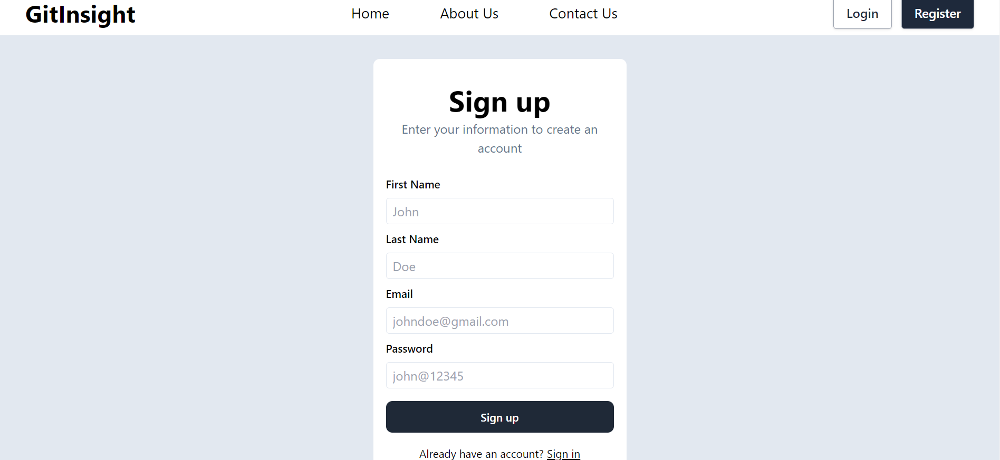 GitInsight
Home
About Us
Contact Us
Login
Register
Sign up
Enter your information to create an
account
First Name
John
Last Name
Doe
Email
johndoe@gmail.com
Password
john@12345
Sign up
Already have an account? Sign in